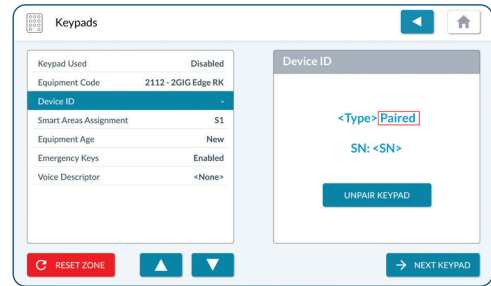 Keypads
Keypad Used Disabled
Equipment Code 2112 - 2GIG Edge RK
Device ID -
Smart Areas Assignment S1
Equipment Age New
Emergency Keys Enabled
Voice Descriptor <None>
Device ID
<Type> Paired
SN: <SN>
UNPAIR KEYPAD
RESET ZONE
NEXT KEYPAD